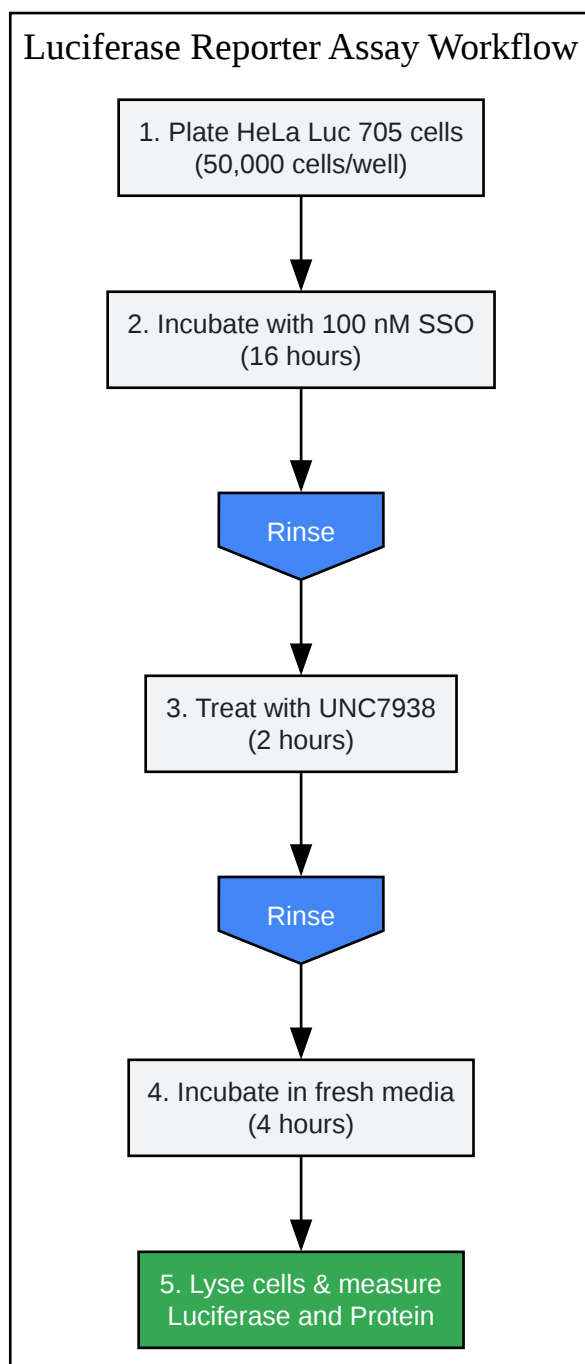 Luciferase Reporter Assay Workflow
1. Plate HeLa Luc 705 cells
(50,000 cells/well)
2. Incubate with 100 nM SSO
(16 hours)
Rinse
3. Treat with UNC7938
(2 hours)
Rinse
4. Incubate in fresh media
(4 hours)
5. Lyse cells & measure
Luciferase and Protein